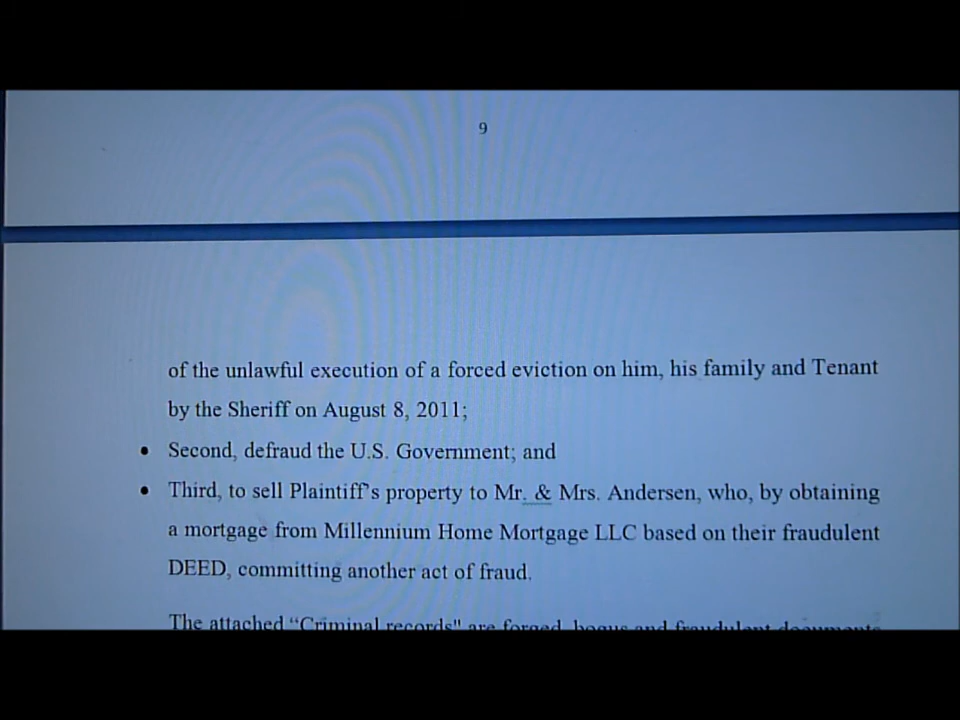 9
of the unlawful execution of a forced eviction on him, his family and Tenant
by the Sheriff on August 8, 2011;
• Second, defraud the U.S. Government; and
• Third, to sell Plaintiff's property to Mr. & Mrs. Andersen, who, by obtaining
a mortgage from Millennium Home Mortgage LLC based on their fraudulent
DEED, committing another act of fraud.
The attached “Criminal records" are forged, bogus and fraudulent documents